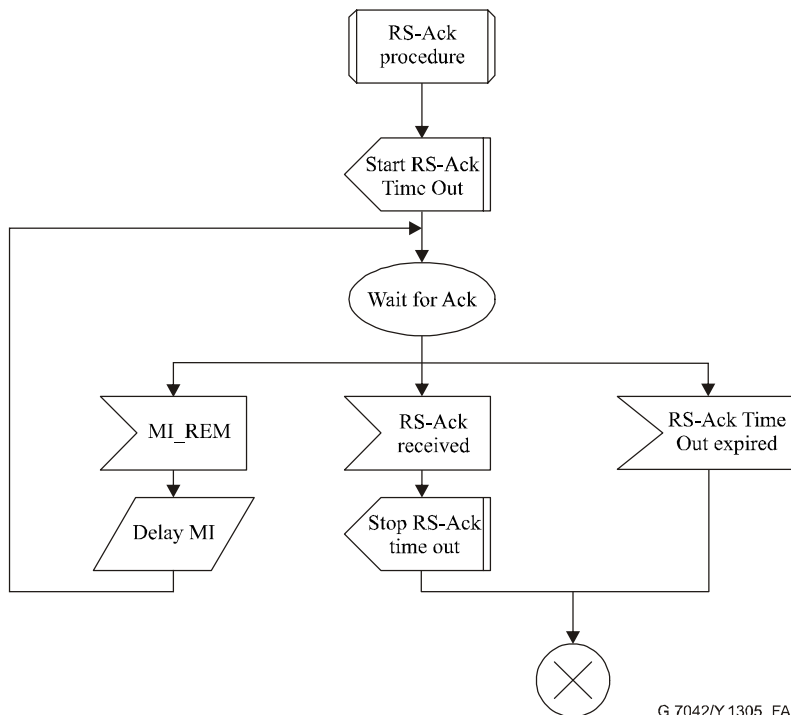 RS-Ack
procedure
Start RS-Ack
Time Out
Wait for Ack
MI_REM
RS-Ack
received
RS-Ack Time
Out expired
Delay MI
Stop RS-Ack
time out
G.7042/Y.1305_FA